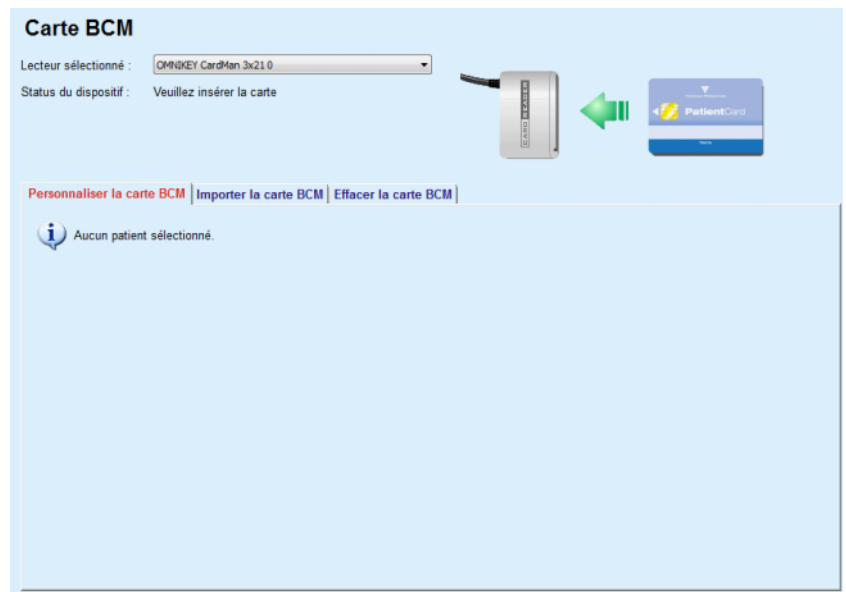 Carte BCM
Lecteur sélectionné : OMNIKEY CardMan 3x21 0
Status du dispositif : Veuillez insérer la carte
CARD READER
PatientCard
Personnaliser la carte BCM Importer la carte BCM Effacer la carte BCM
Aucun patient sélectionné.